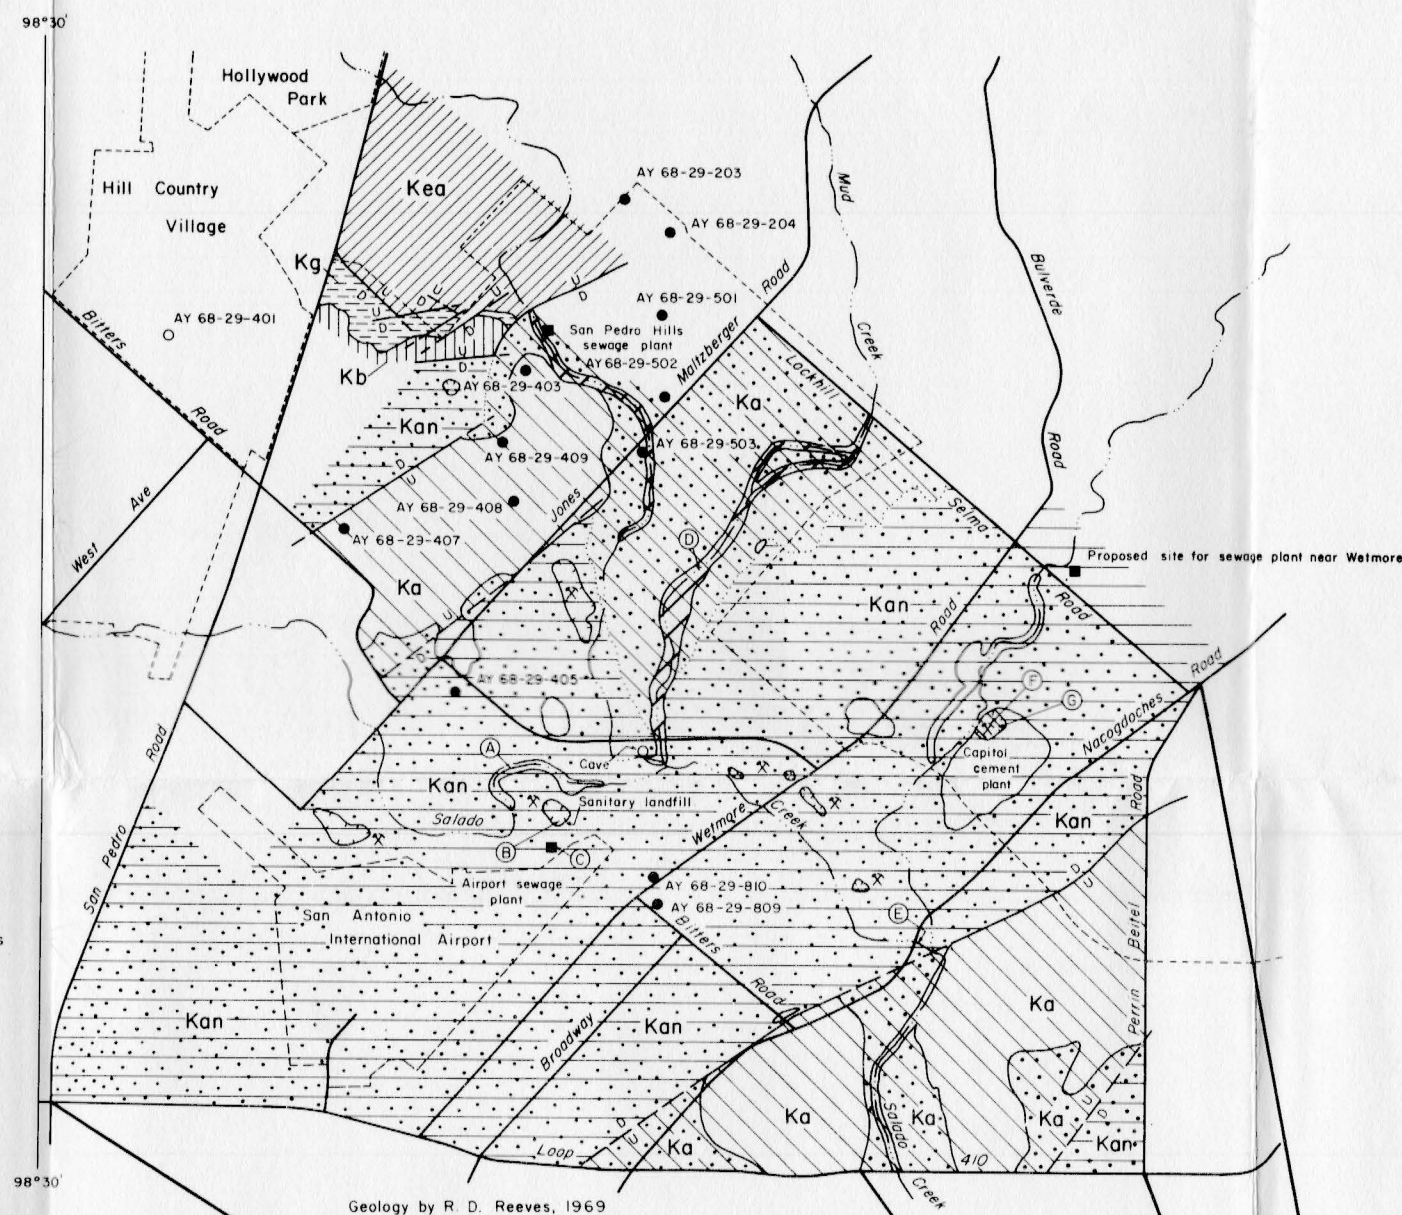 98°30'
Hollywood
Park
Hill Country
Village
Kea
AY 68-29-203
AY 68-29-204
Mud
Creek
Bulverde
Road
Kg
AY 68-29-401
Bitters
Road
AY 68-29-501
San Pedro Hills
sewage plant
AY 68-29-502
Maltzberger
Road
Lockhill
Selma
Road
Kb
AY 68-29-403
Ka
Kan
AY 68-29-409
AY 68-29-503
West Ave
AY 68-29-408
Jones
AY 68-29-407
D
Proposed site for sewage plant near Wetmore
Ka
Kan
Road
AY 68-29-405
F
G
Road
Nacogdoches
San Pedro
Road
A
Cave
Kan
Capitol
cement
plant
Sanitary landfill
Salado
Wetmore
Creek
Kan
B
C
Airport sewage
plant
AY 68-29-810
AY 68-29-809
San Antonio
International Airport
E
Bitters
Road
Perrin Beitel
Road
Kan
Kan
Broadway
Ka
Ka
Ka
Ka
Ka
Kan
Salado
Creek
Loop
410
98°30'
Geology by R. D. Reeves, 1969
U
D
U
D
U
D
U
D
U
D
U
D
U
D
U
D
U
D